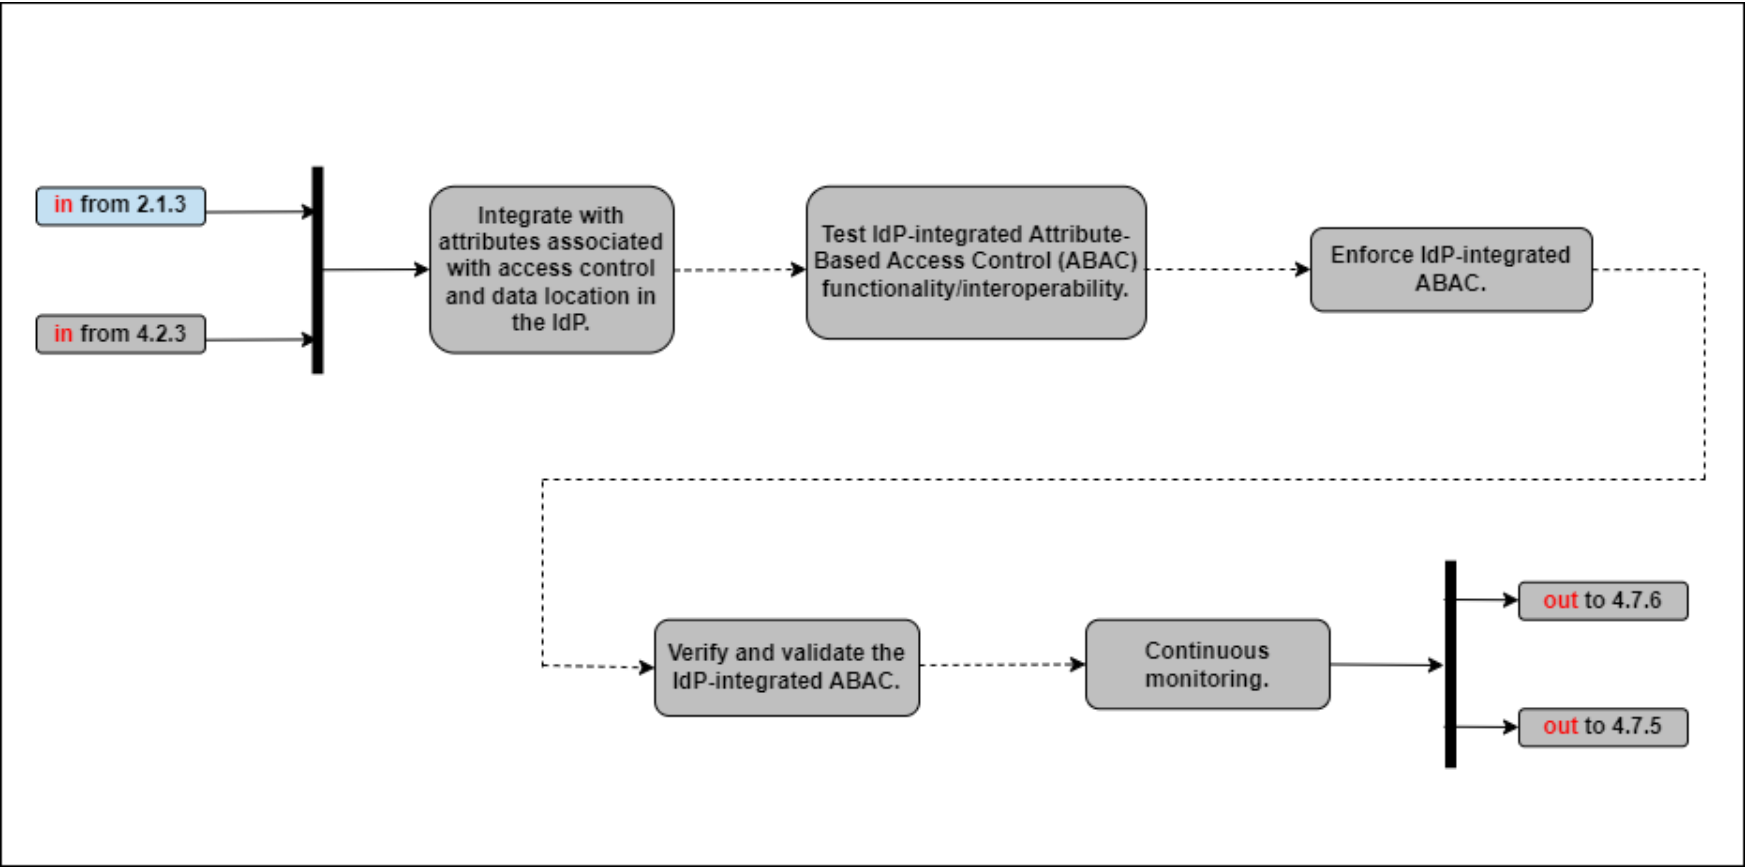 in from 2.1.3
in from 4.2.3
Integrate with
attributes associated
with access control
and data location in
the IdP.
Test IdP-integrated Attribute-
Based Access Control (ABAC)
functionality/interoperability.
Enforce IdP-integrated
ABAC.
Verify and validate the
IdP-integrated ABAC.
Continuous
monitoring.
out to 4.7.6
out to 4.7.5